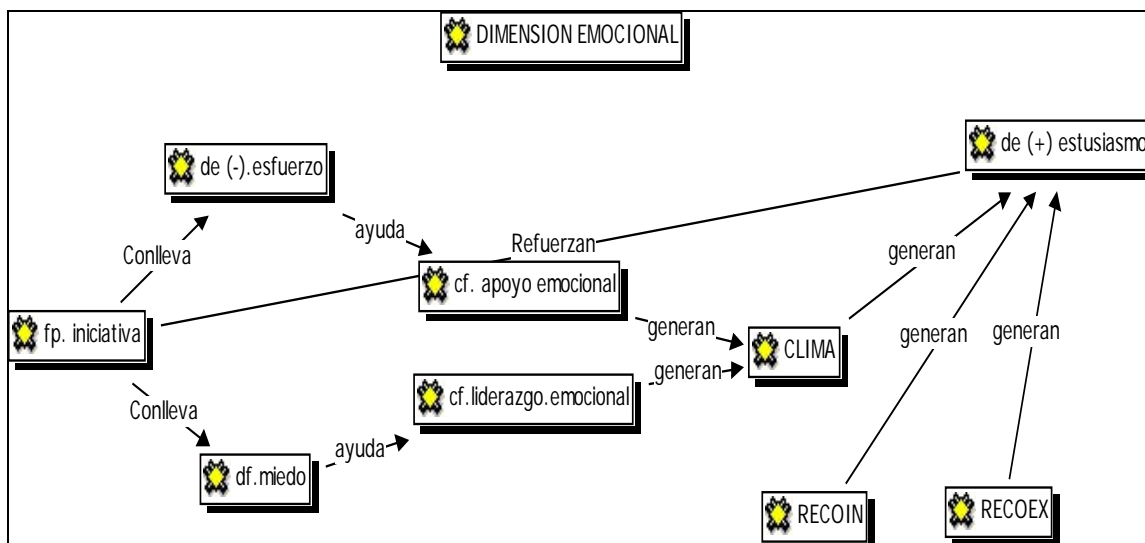 DIMENSION EMOCIONAL
de (+) estusiasmo
de (-).esfuerzo
ayuda
Refuerzan
Conlleva
generan
cf. apoyo emocional
fp. iniciativa
generan
generan
generan
CLIMA
generan
cf.liderazgo.emocional
Conlleva
ayuda
df.miedo
RECOIN
RECOEX